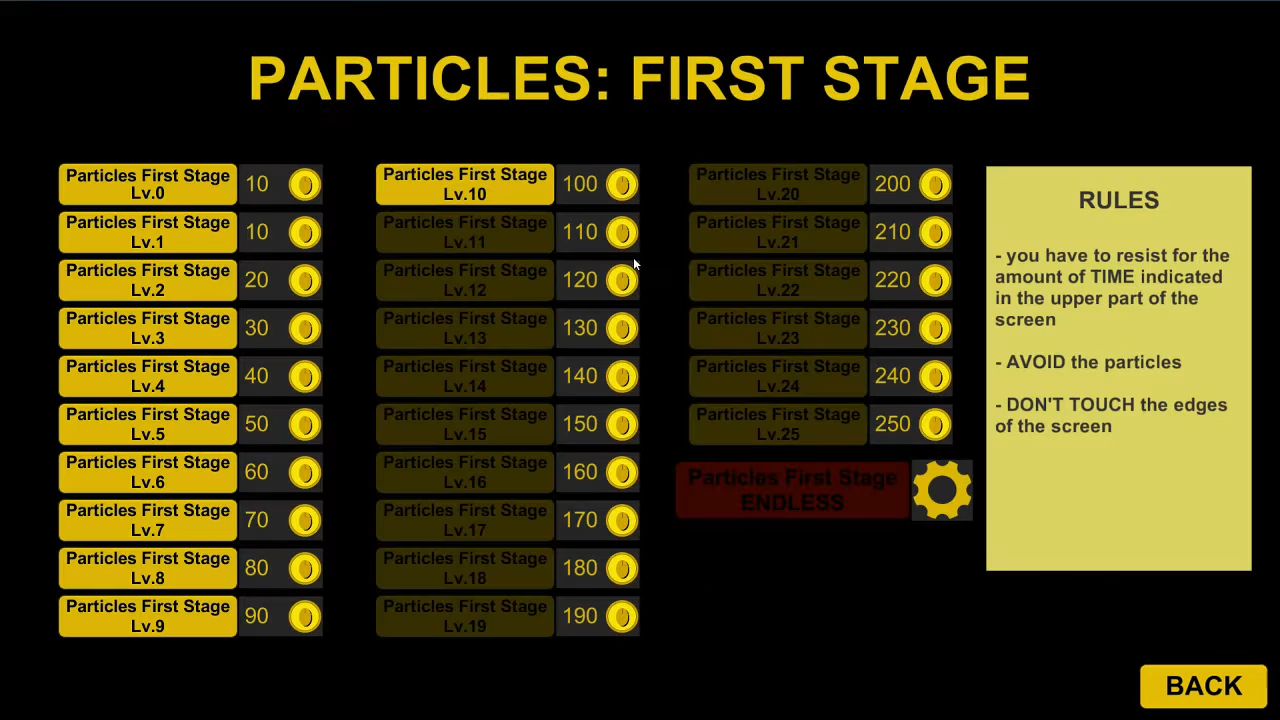 PARTICLES: FIRST STAGE
Particles First Stage
Lv.0
10
Particles First Stage
Lv.1
10
Particles First Stage
Lv.2
20
Particles First Stage
Lv.3
30
Particles First Stage
Lv.4
40
Particles First Stage
Lv.5
50
Particles First Stage
Lv.6
60
Particles First Stage
Lv.7
70
Particles First Stage
Lv.8
80
Particles First Stage
Lv.9
90
Particles First Stage
Lv.10
100
Particles First Stage
Lv.11
110
Particles First Stage
Lv.12
120
Particles First Stage
Lv.13
130
Particles First Stage
Lv.14
140
Particles First Stage
Lv.15
150
Particles First Stage
Lv.16
160
Particles First Stage
Lv.17
170
Particles First Stage
Lv.18
180
Particles First Stage
Lv.19
190
Particles First Stage
Lv.20
200
Particles First Stage
Lv.21
210
Particles First Stage
Lv.22
220
Particles First Stage
Lv.23
230
Particles First Stage
Lv.24
240
Particles First Stage
Lv.25
250
Particles First Stage
ENDLESS
RULES
- you have to resist for the
amount of TIME indicated
in the upper part of the
screen
- AVOID the particles
- DON'T TOUCH the edges
of the screen
BACK